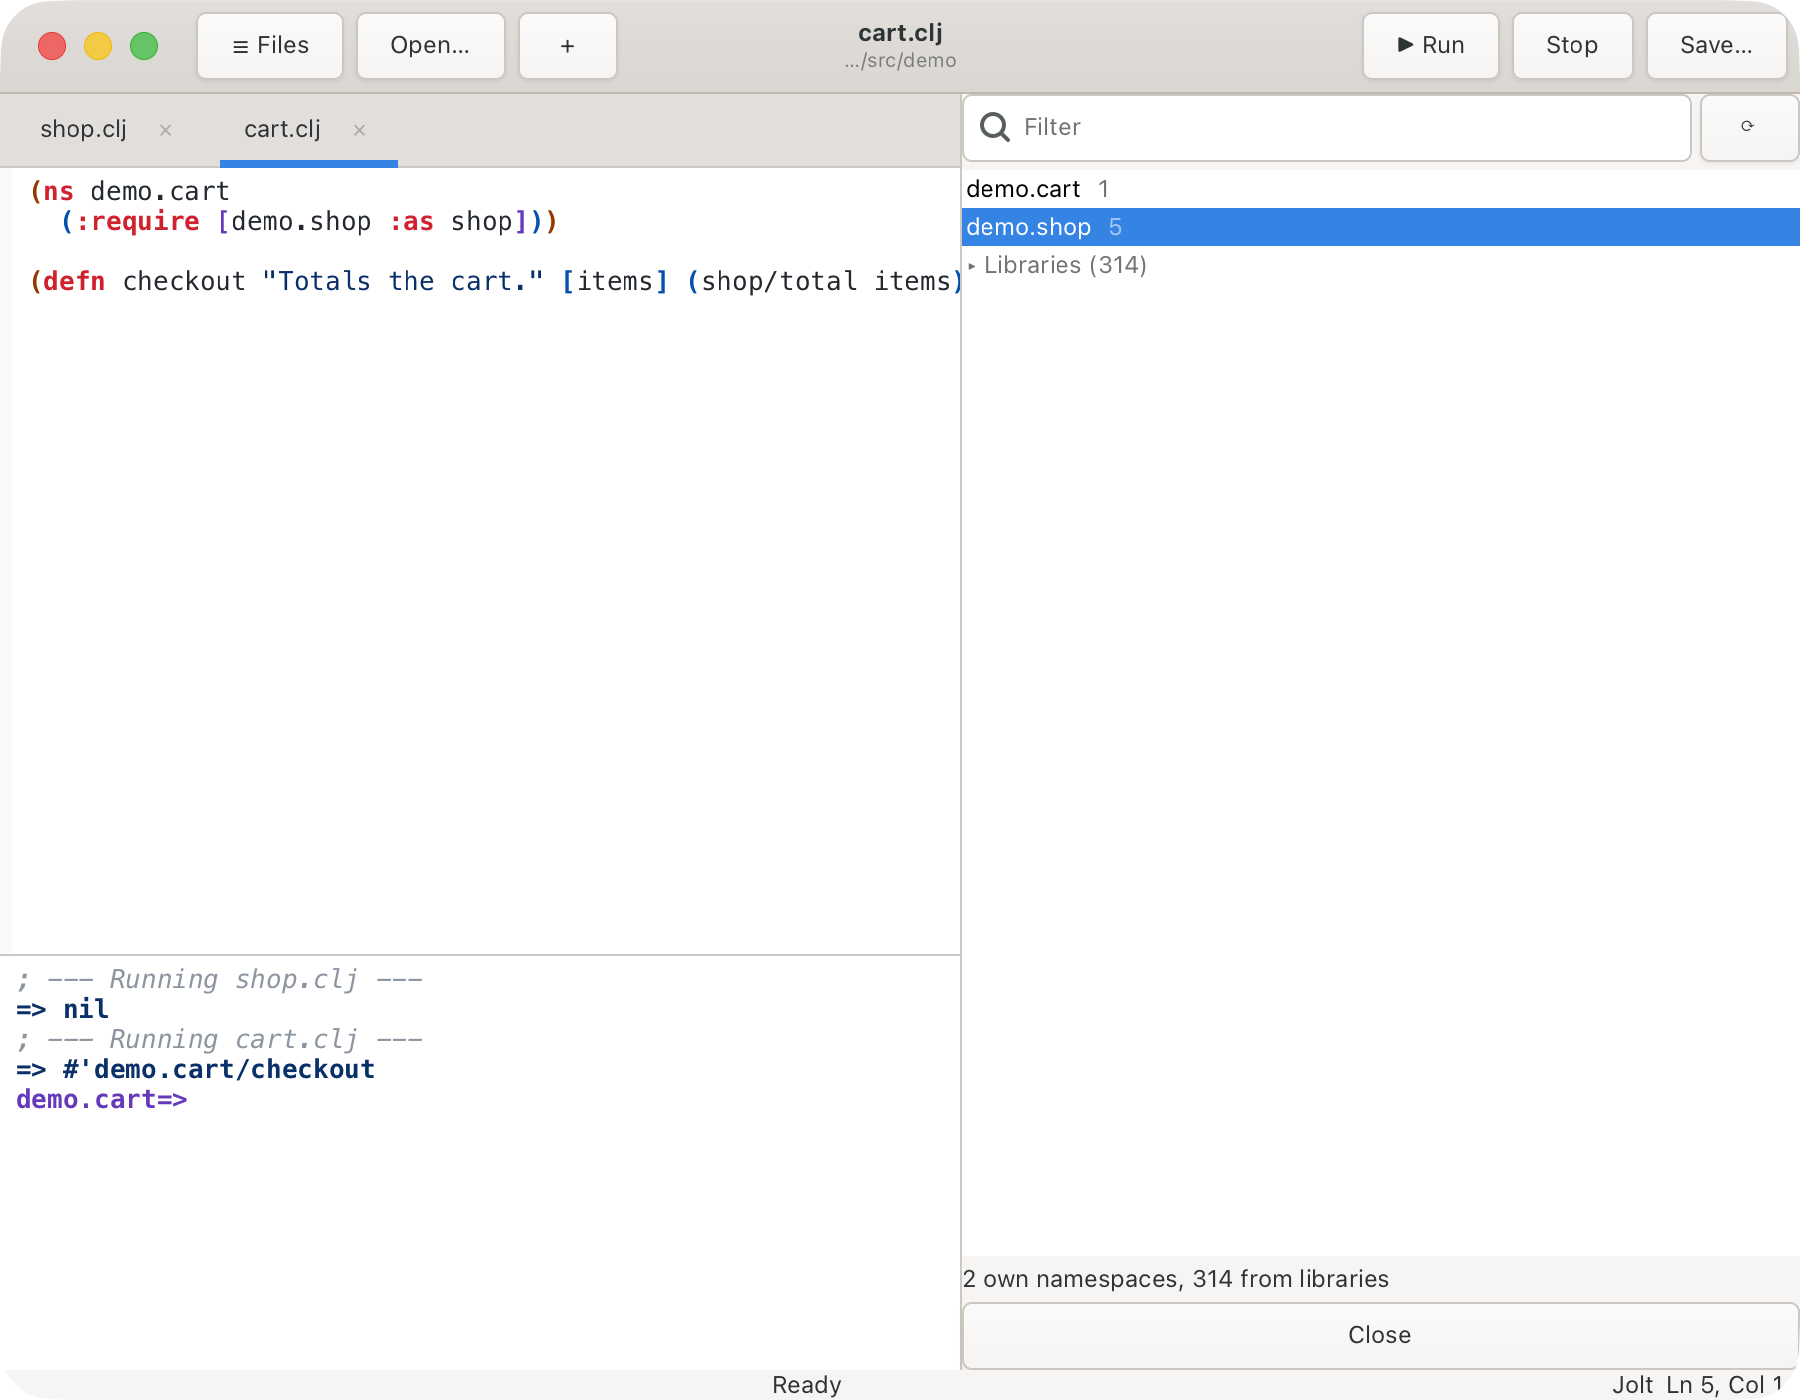 ≡ Files
Open...
+
cart.clj
.../src/demo
▶ Run
Stop
Save...
shop.clj ×
cart.clj ×
(ns demo.cart
  (:require [demo.shop :as shop]))
(defn checkout "Totals the cart." [items] (shop/total items)
; --- Running shop.clj ---
=> nil
; --- Running cart.clj ---
=> #'demo.cart/checkout
demo.cart=>
Filter
⟳
demo.cart 1
demo.shop 5
▸ Libraries (314)
2 own namespaces, 314 from libraries
Close
Ready
Jolt Ln 5, Col 1